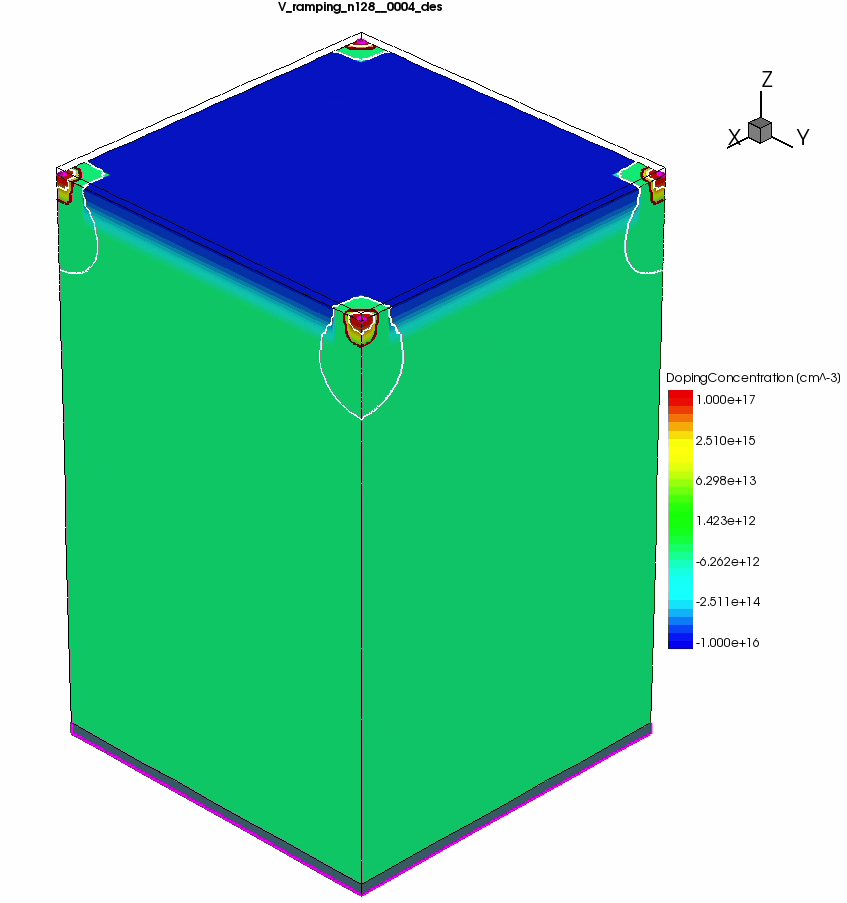 V_ramping_n128__0004_des
Z
X
Y
DopingConcentration (cm^-3)
1.000e+17
2.510e+15
6.298e+13
1.423e+12
-6.262e+12
-2.511e+14
-1.000e+16